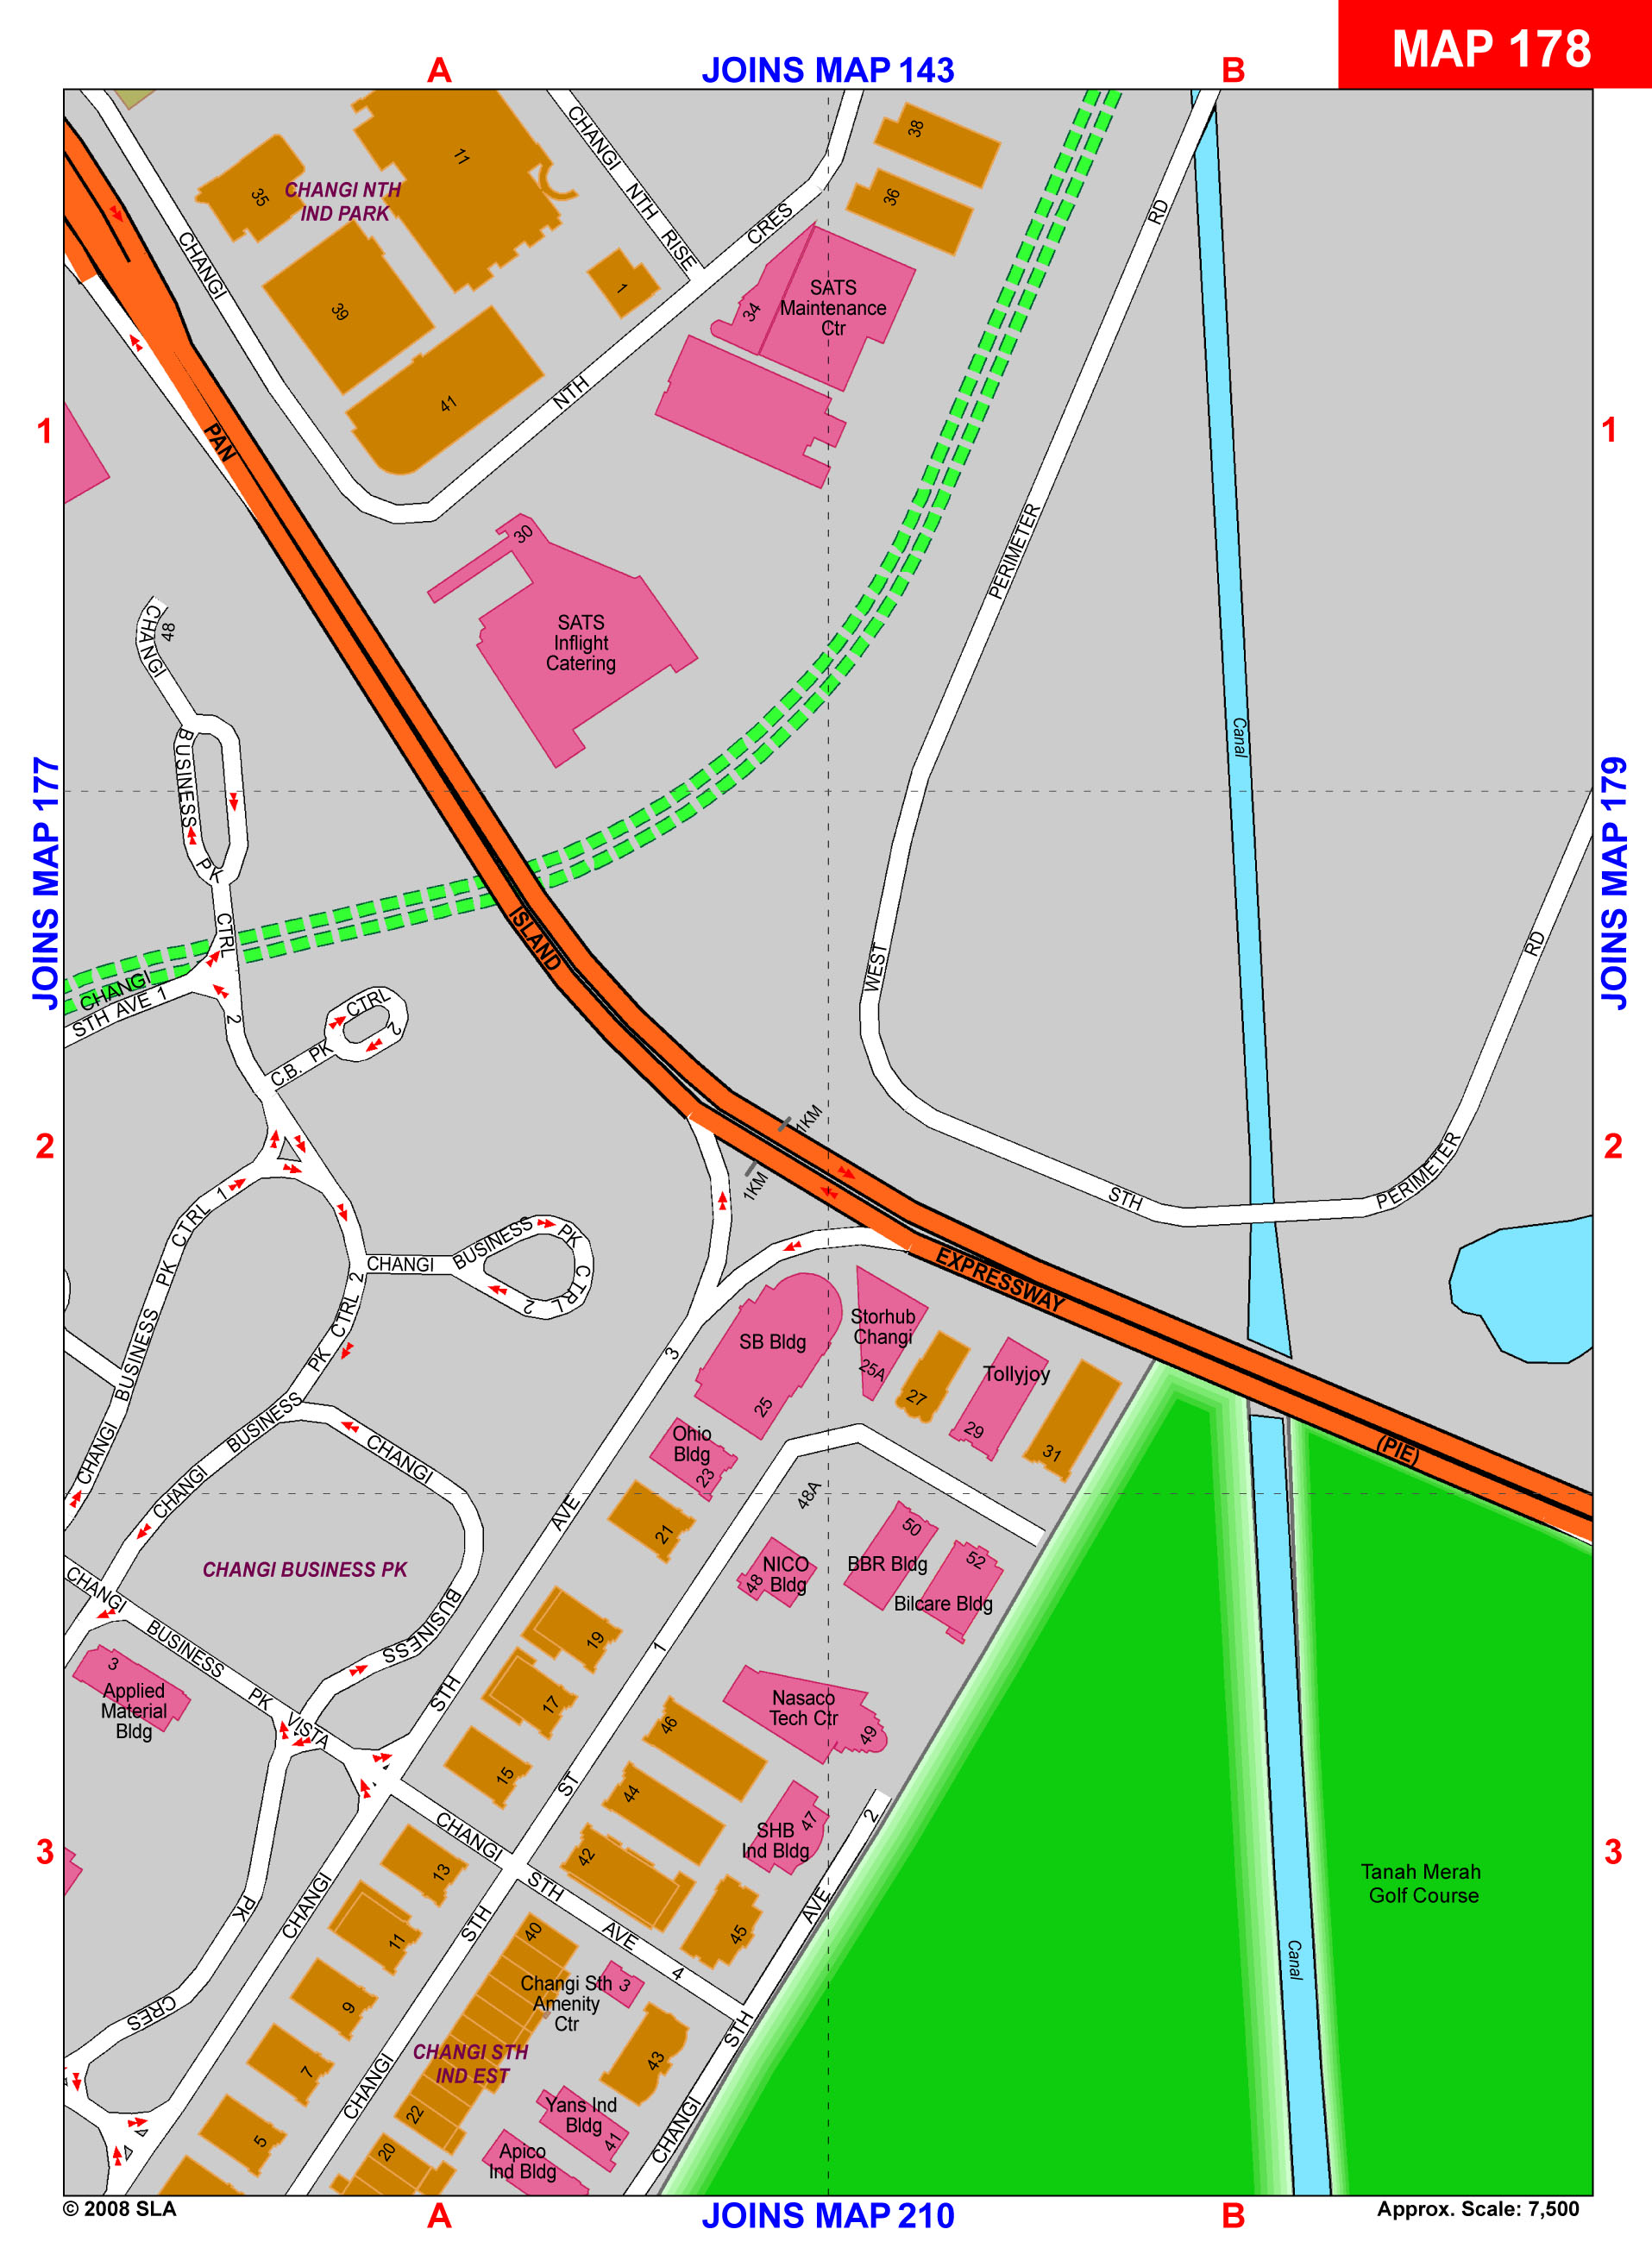 MAP 178
A
JOINS MAP 143
B
38
11
CHANGI NTH RISE
35
CHANGI NTH
IND PARK
36
CRES
RD
CHANGI
1
39
34
SATS
Maintenance
Ctr
41
NTH
PAN
1
1
PERIMETER
30
SATS
Inflight
Catering
CHANGI
48
BUSINESS
PK
CTRL
2
Canal
JOINS MAP 177
JOINS MAP 179
ISLAND
WEST
RD
CHANGI
STH AVE 1
CTRL
2
C.B. PK
1KM
1KM
2
2
PERIMETER
STH
BUSINESS PK CTRL 1
CHANGI
CHANGI
BUSINESS
PK
CTRL
2
PK CTRL 2
BUSINESS
CHANGI
EXPRESSWAY
(PIE)
SB Bldg
25
Storhub
Changi
25A
27
Tollyjoy
29
31
3
Ohio
Bldg
23
CHANGI
48A
AVE
21
50
52
NICO
Bldg
48
BBR Bldg
Bilcare Bldg
CHANGI BUSINESS PK
CHANGI
BUSINESS
PK
VISTA
BUSINESS
19
1
3
Applied
Material
Bldg
STH
17
Nasaco
Tech Ctr
49
46
15
ST
44
SHB
Ind Bldg
47
2
CHANGI
STH
AVE
4
42
13
3
3
Tanah Merah
Golf Course
PK
CHANGI
11
STH
40
45
AVE
Canal
Changi Sth
Amenity
Ctr
3
CRES
9
STH
CHANGI STH
IND EST
43
7
CHANGI
22
Yans Ind
Bldg
41
CHANGI
5
20
Apico
Ind Bldg
© 2008 SLA
A
JOINS MAP 210
B
Approx. Scale: 7,500